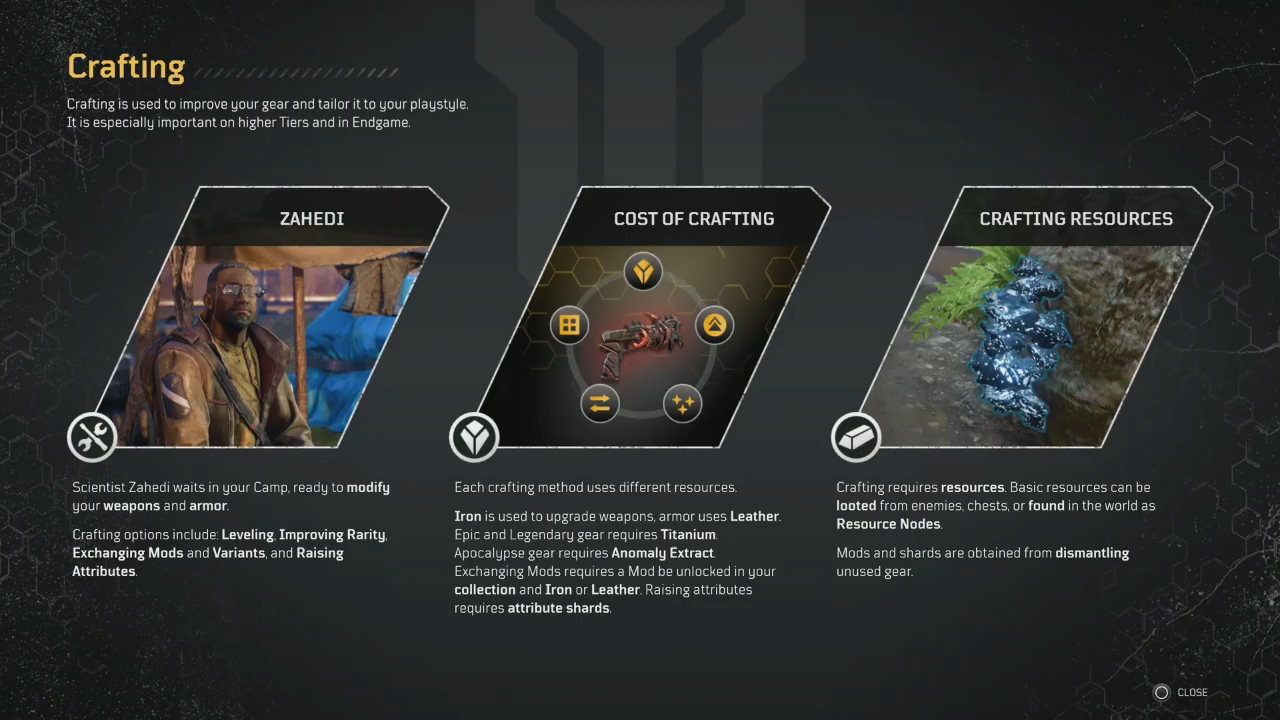 Crafting
Crafting is used to improve your gear and tailor it to your playstyle.
It is especially important on higher Tiers and in Endgame.
ZAHEDI
Scientist Zahedi waits in your Camp, ready to modify
your weapons and armor.
Crafting options include: Leveling, Improving Rarity,
Exchanging Mods and Variants, and Raising
Attributes.
COST OF CRAFTING
Each crafting method uses different resources.
Iron is used to upgrade weapons, armor uses Leather.
Epic and Legendary gear requires Titanium.
Apocalypse gear requires Anomaly Extract.
Exchanging Mods requires a Mod be unlocked in your
collection and Iron or Leather. Raising attributes
requires attribute shards.
CRAFTING RESOURCES
Crafting requires resources. Basic resources can be
looted from enemies, chests, or found in the world as
Resource Nodes.
Mods and shards are obtained from dismantling
unused gear.
CLOSE